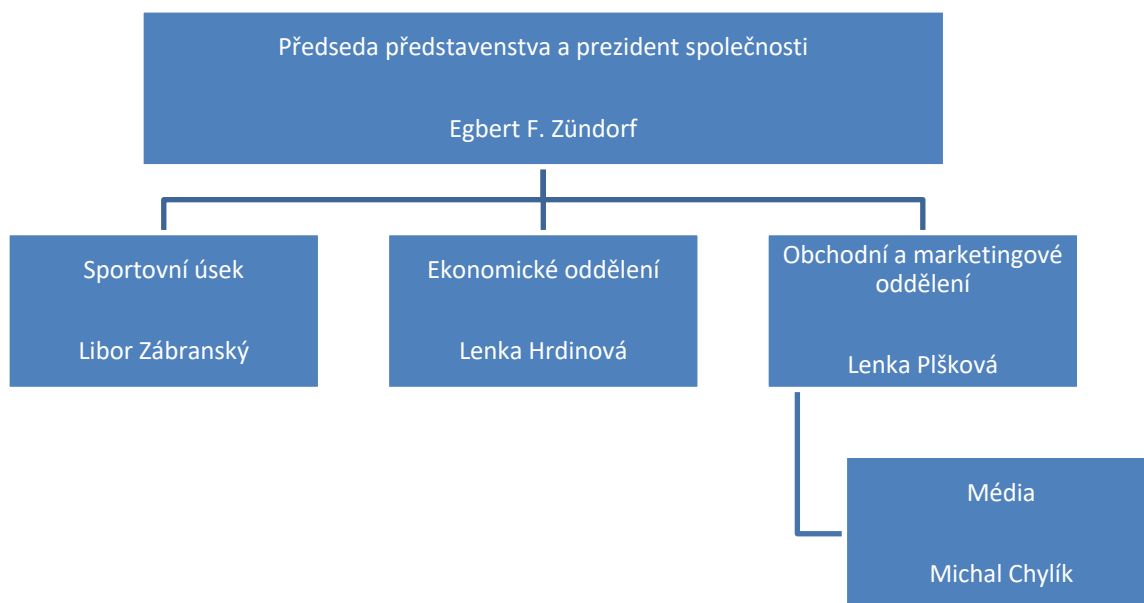 Předseda představenstva a prezident společnosti
Egbert F. Zündorf
Sportovní úsek
Libor Zábranský
Ekonomické oddělení
Lenka Hrdinová
Obchodní a marketingové
oddělení
Lenka Plšková
Média
Michal Chylík